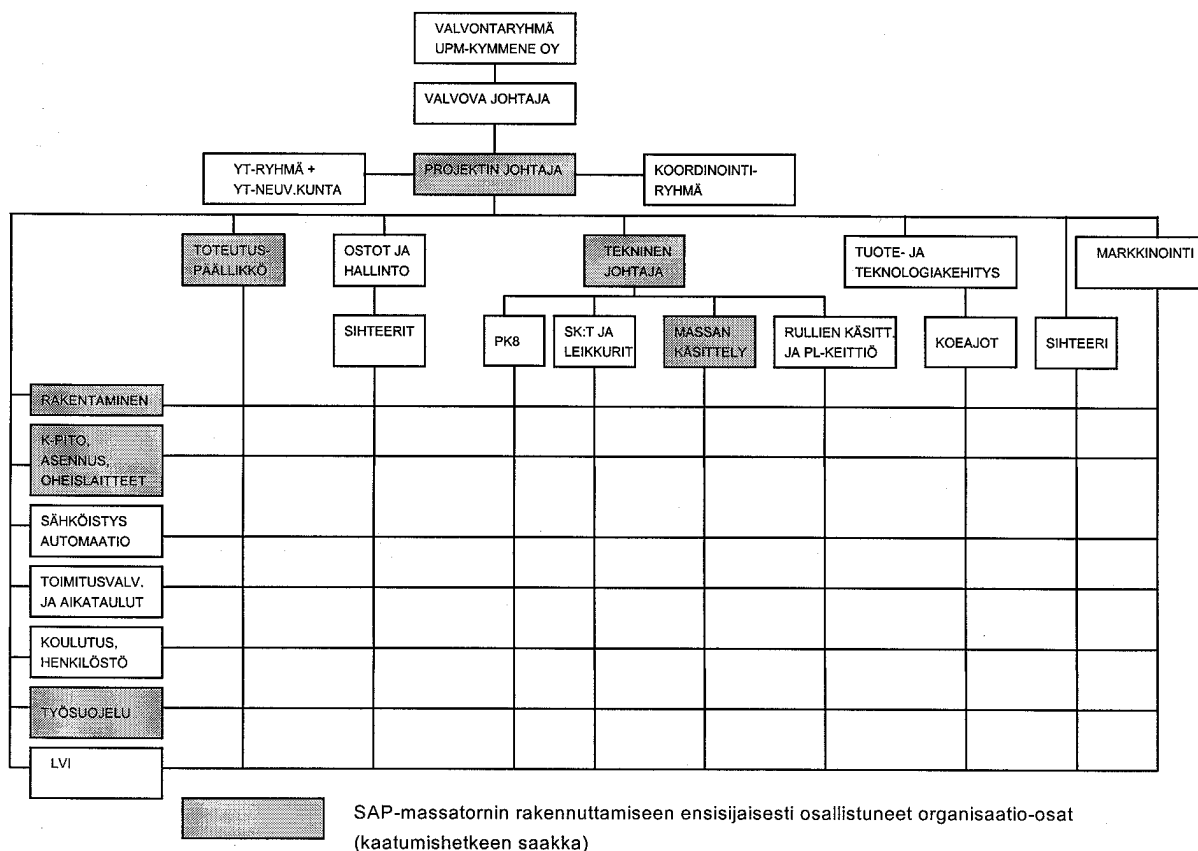 VALVONTARYHMÄ
UPM-KYMMENE OY
VALVOVA JOHTAJA
YT-RYHMÄ +
YT-NEUV.KUNTA
PROJEKTIN JOHTAJA
KOORDINOINTI-
RYHMÄ
TOTEUTUS-
PÄÄLLIKKÖ
OSTOT JA
HALLINTO
TEKNINEN
JOHTAJA
TUOTE- JA
TEKNOLOGIAKEHITYS
MARKKINOINTI
SIHTEERIT
PK8
SK:T JA
LEIKKURIT
MASSAN
KÄSITTELY
RULLIEN KÄSITT.
JA PL-KEITTIÖ
KOEAJOT
SIHTEERI
RAKENTAMINEN
K-PITO,
ASENNUS,
OHEISLAITTEET
SÄHKÖISTYS
AUTOMAATIO
TOIMITUSVALV.
JA AIKATAULUT
KOULUTUS,
HENKILÖSTÖ
TYÖSUOJELU
LVI
SAP-massatornin rakennuttamiseen ensisijaisesti osallistuneet organisaatio-osat
(kaatumishetkeen saakka)